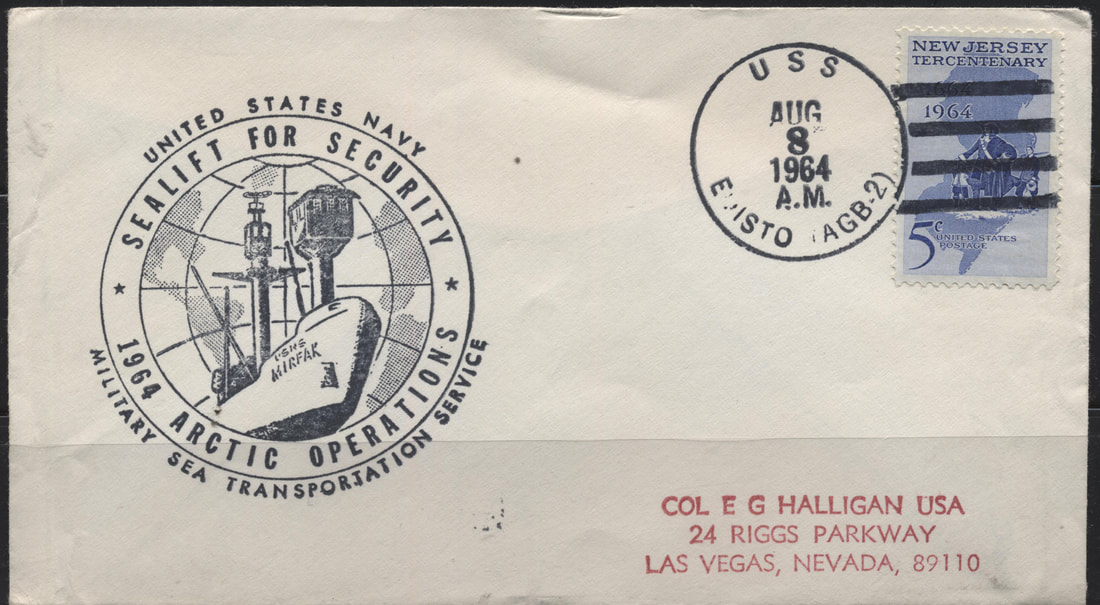 UNITED STATES NAVY
SEALIFT FOR SECURITY
USNS
MIRFAK
★ 1964 ARCTIC OPERATIONS ★
MILITARY SEA TRANSPORTATION SERVICE
USS
AUG
8
1964
A.M.
(AGB-2)
NEW JERSEY
TERCENTENARY
1664
1964
5c
UNITED STATES
POSTAGE
COL E G HALLIGAN USA
24 RIGGS PARKWAY
LAS VEGAS, NEVADA, 89110